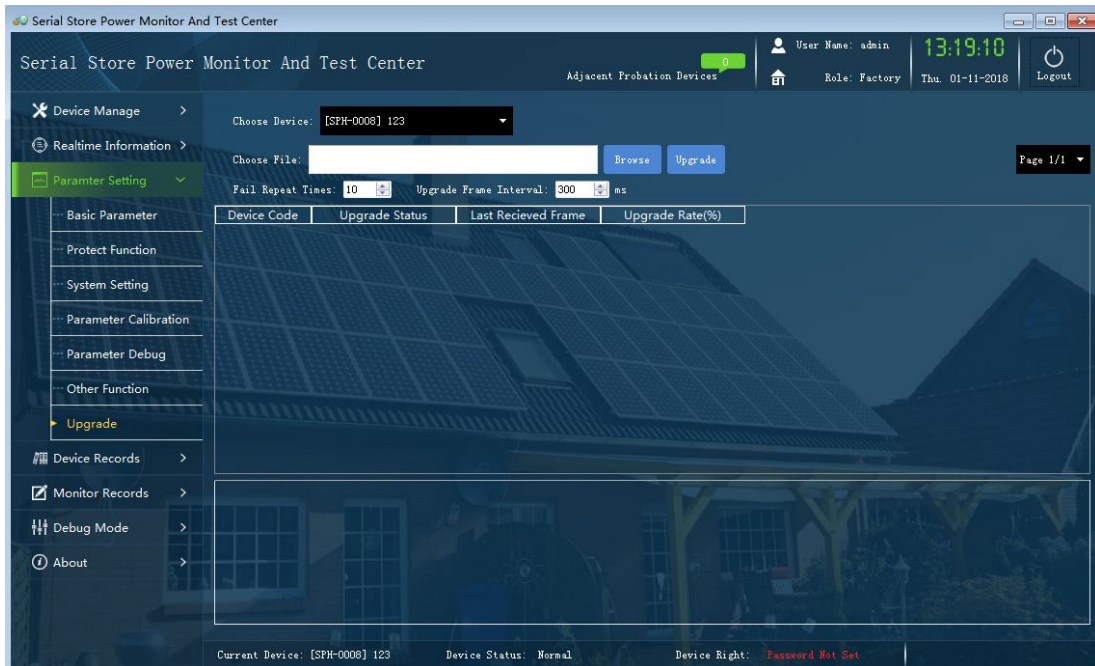 Serial Store Power Monitor And Test Center
Serial Store Power Monitor And Test Center
Adjacent Probation Devices 0
User Name: admin
Role: Factory
13:19:10
Thu. 01-11-2018
Logout
Device Manage >
Realtime Information >
Paramter Setting
Basic Parameter
Protect Function
System Setting
Parameter Calibration
Parameter Debug
Other Function
Upgrade
Device Records >
Monitor Records >
Debug Mode >
About >
Choose Device: [SPH-0008] 123
Choose File: Browse Upgrade
Page 1/1
Fail Repeat Times: 10 Upgrade Frame Interval: 300 ms
Device Code Upgrade Status Last Recieved Frame Upgrade Rate(%)
Current Device: [SPH-0008] 123 Device Status: Normal Device Right: Password Not Set